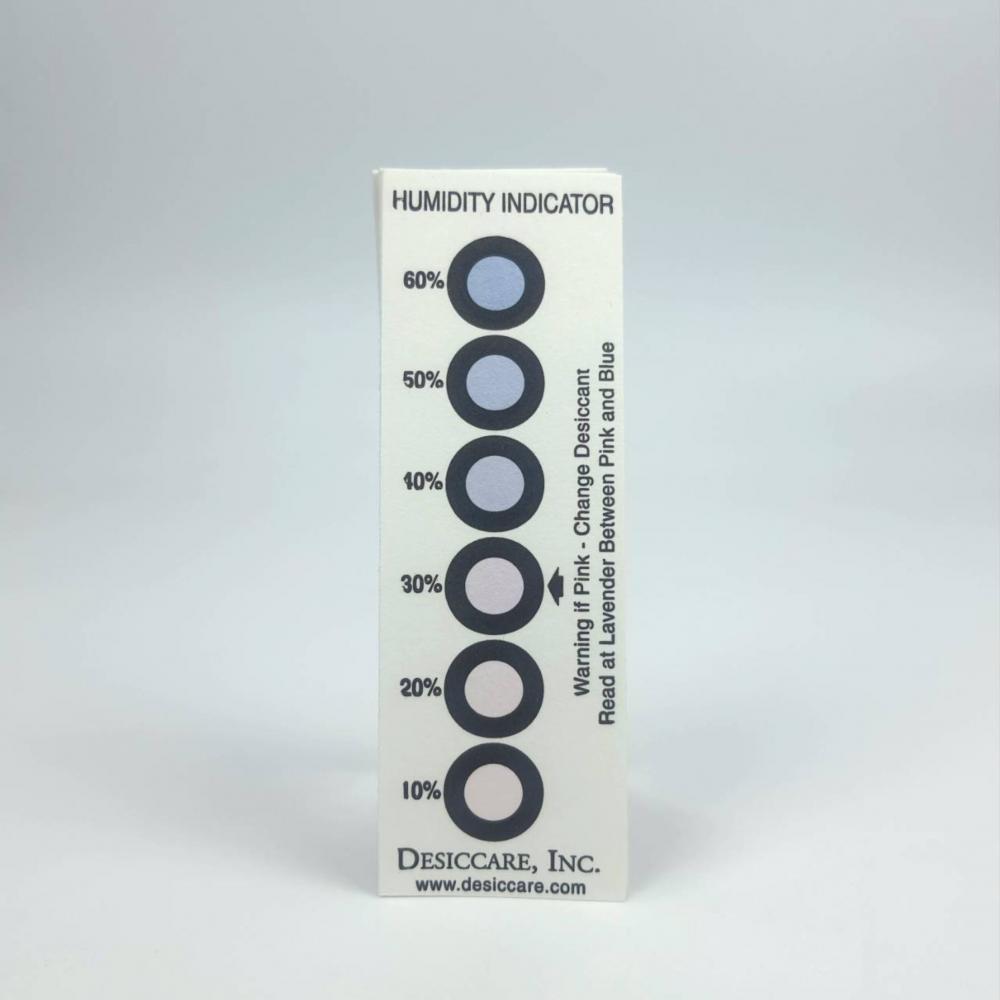 HUMIDITY INDICATOR
60%
50%
40%
30%
20%
10%
Warning if Pink - Change Desiccant
Read at Lavender Between Pink and Blue
DESICCARE, INC.
www.desiccare.com